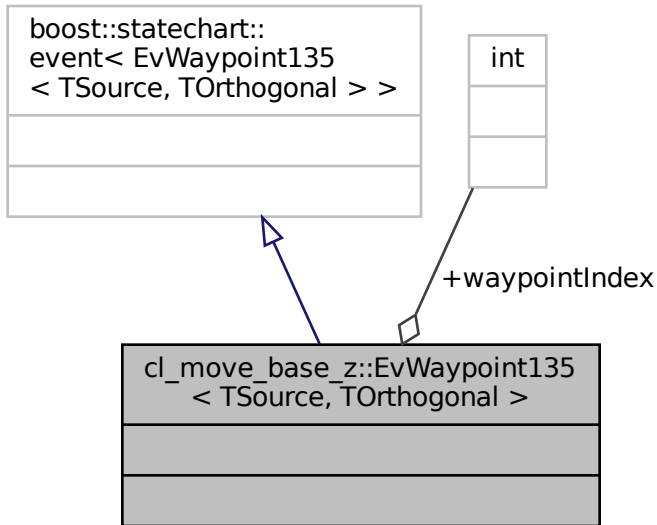 boost::statechart::
event< EvWaypoint135
< TSource, TOrthogonal > >
int
+waypointIndex
cl_move_base_z::EvWaypoint135
< TSource, TOrthogonal >